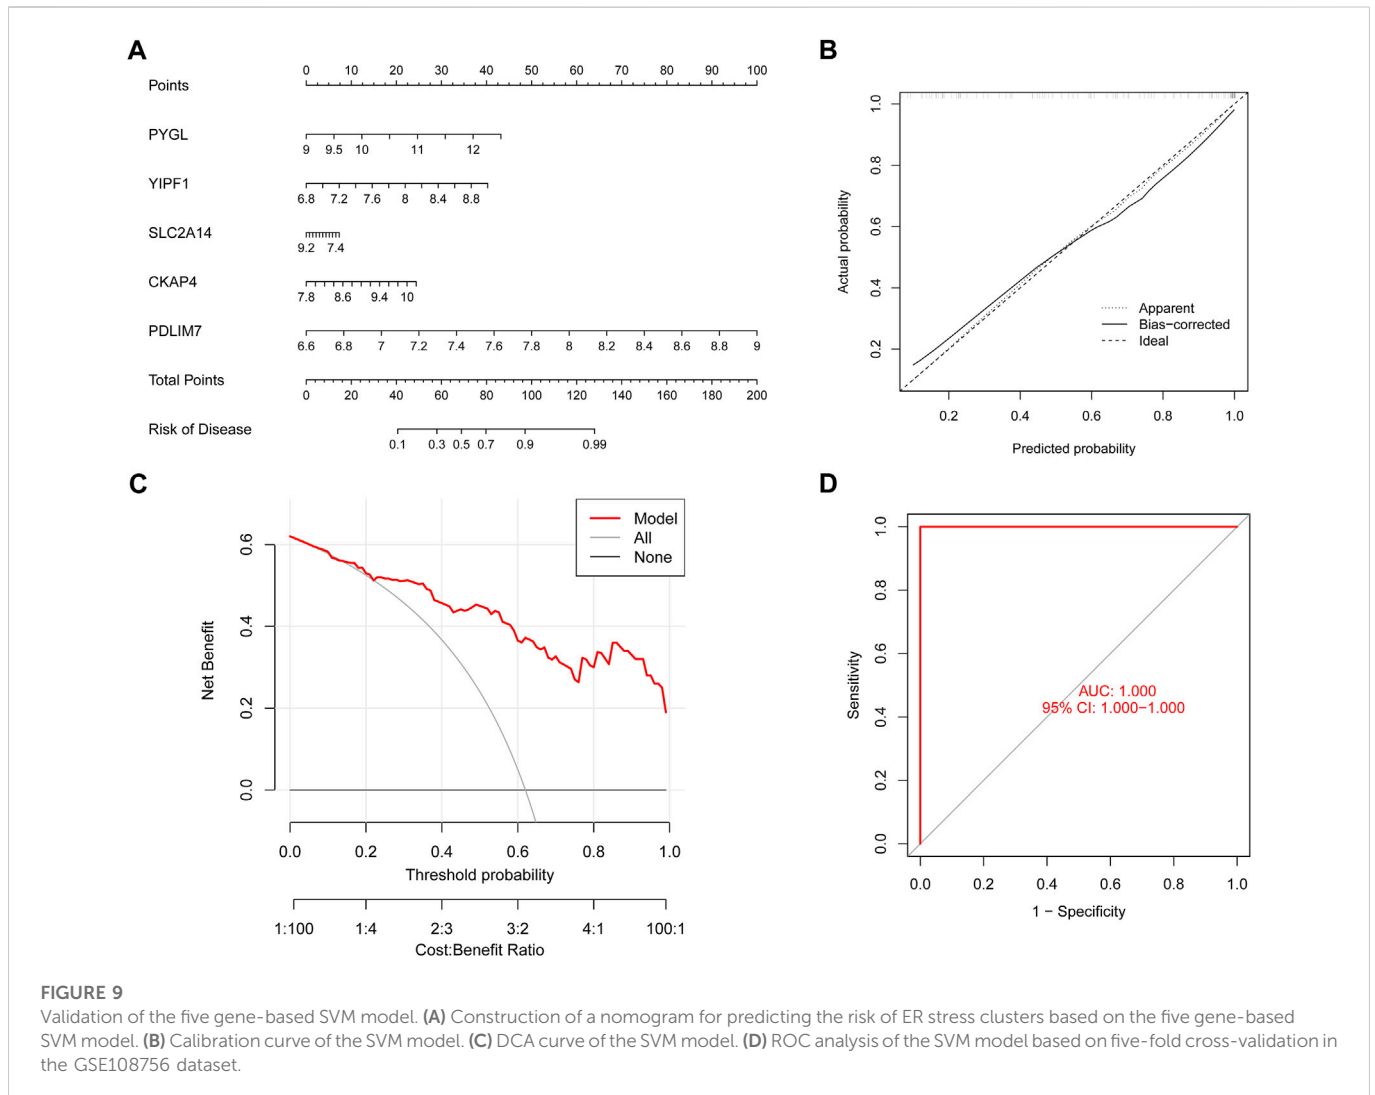 A
Points
0 10 20 30 40 50 60 70 80 90 100
PYGL
9 9.5 10 11 12
YIPF1
6.8 7.2 7.6 8 8.4 8.8
SLC2A14
9.2 7.4
CKAP4
7.8 8.6 9.4 10
PDLIM7
6.6 6.8 7 7.2 7.4 7.6 7.8 8 8.2 8.4 8.6 8.8 9
Total Points
0 20 40 60 80 100 120 140 160 180 200
Risk of Disease
0.1 0.3 0.5 0.7 0.9 0.99
B
Actual probability
1.0
0.8
0.6
0.4
0.2
Apparent
Bias−corrected
Ideal
0.2 0.4 0.6 0.8 1.0
Predicted probability
C
Net Benefit
0.6
0.4
0.2
0.0
Model
All
None
0.0 0.2 0.4 0.6 0.8 1.0
Threshold probability
1:100 1:4 2:3 3:2 4:1 100:1
Cost:Benefit Ratio
D
Sensitivity
1.0
0.8
0.6
0.4
0.2
0.0
AUC: 1.000
95% CI: 1.000−1.000
0.0 0.2 0.4 0.6 0.8 1.0
1 − Specificity
FIGURE 9
Validation of the five gene-based SVM model. (A) Construction of a nomogram for predicting the risk of ER stress clusters based on the five gene-based
SVM model. (B) Calibration curve of the SVM model. (C) DCA curve of the SVM model. (D) ROC analysis of the SVM model based on five-fold cross-validation in
the GSE108756 dataset.